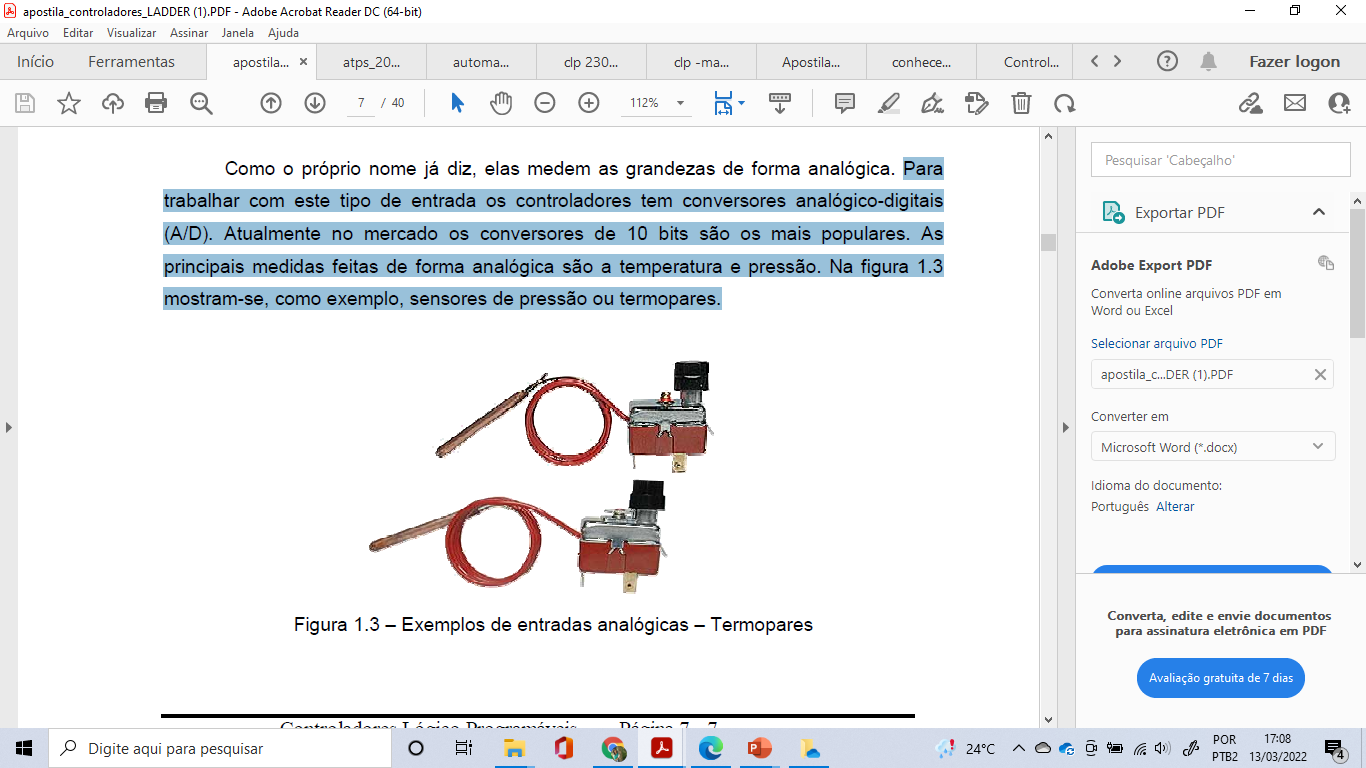 apostila_controladores_LADDER (1).PDF - Adobe Acrobat Reader DC (64-bit)
Arquivo Editar Visualizar Assinar Janela Ajuda
Início Ferramentas apostila... atps_20... automa... clp 230... clp -ma... Apostila... conhece... Control... Fazer logon
7 / 40 112%
Como o próprio nome já diz, elas medem as grandezas de forma analógica. Para
trabalhar com este tipo de entrada os controladores tem conversores analógico-digitais
(A/D). Atualmente no mercado os conversores de 10 bits são os mais populares. As
principais medidas feitas de forma analógica são a temperatura e pressão. Na figura 1.3
mostram-se, como exemplo, sensores de pressão ou termopares.
Figura 1.3 – Exemplos de entradas analógicas – Termopares
Controladores Lógico Programáveis Página 7 - 7
Pesquisar 'Cabeçalho'
Exportar PDF
Adobe Export PDF
Converta online arquivos PDF em
Word ou Excel
Selecionar arquivo PDF
apostila_c...DER (1).PDF
Converter em
Microsoft Word (*.docx)
Idioma do documento:
Português Alterar
Converta, edite e envie documentos
para assinatura eletrônica em PDF
Avaliação gratuita de 7 dias
Digite aqui para pesquisar
24°C
POR
PTB2
17:08
13/03/2022
4